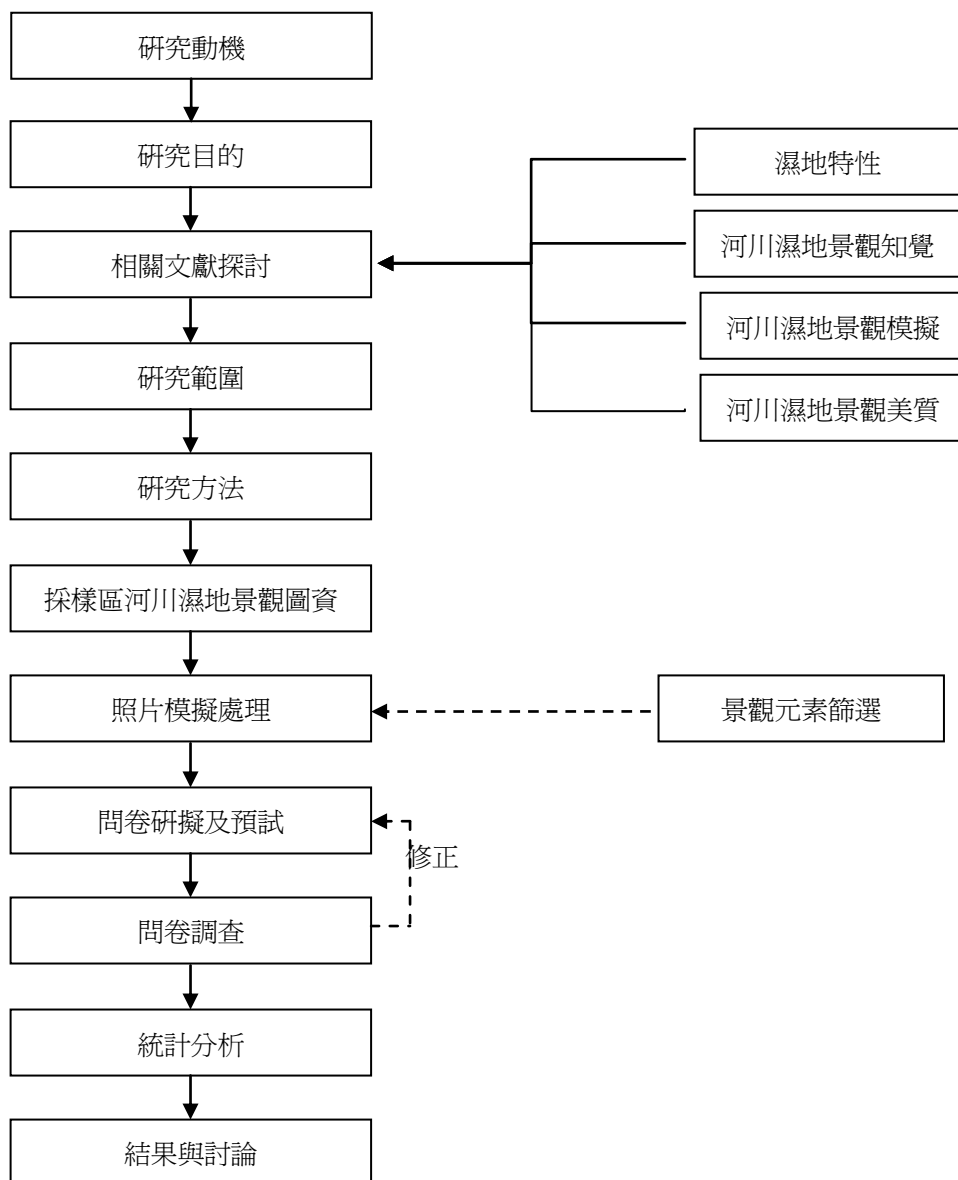 研究動機
研究目的
濕地特性
相關文獻探討
河川濕地景觀知覺
河川濕地景觀模擬
研究範圍
河川濕地景觀美質
研究方法
採樣區河川濕地景觀圖資
照片模擬處理
景觀元素篩選
問卷研擬及預試
修正
問卷調查
統計分析
結果與討論